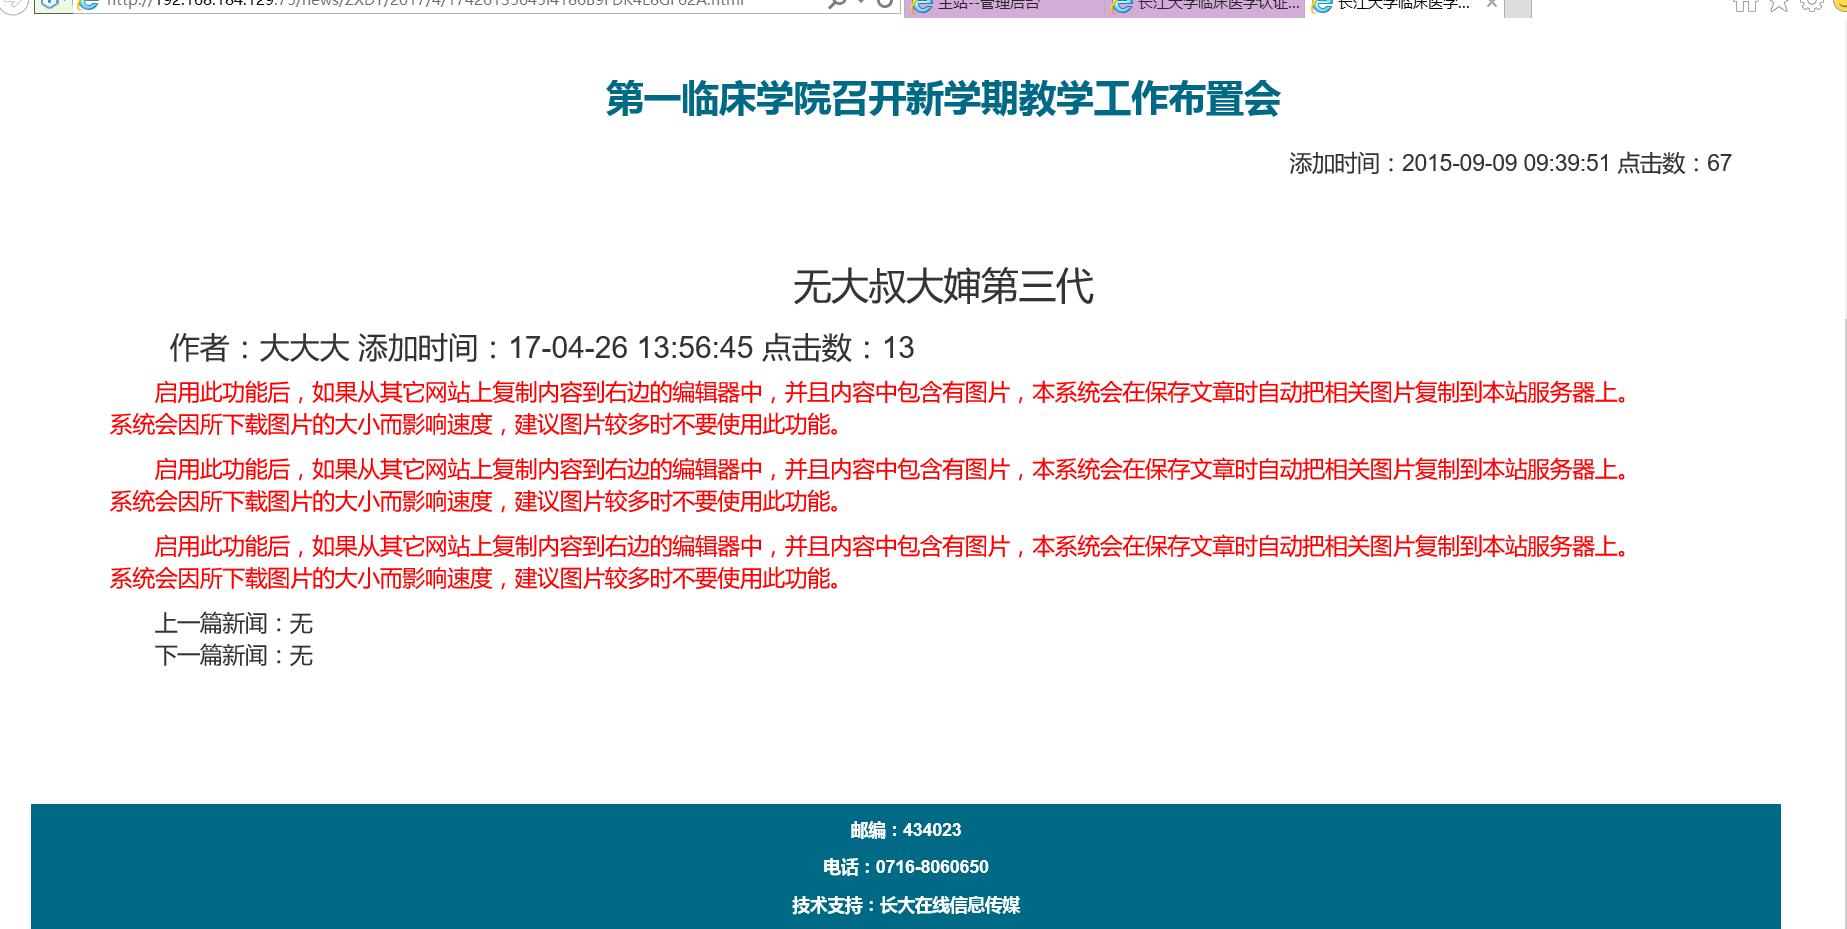 主站--管理后台
长江大学临床医学认证...
长江大学临床医学...
第一临床学院召开新学期教学工作布置会
添加时间：2015-09-09 09:39:51 点击数：67
无大叔大婶第三代
作者：大大大 添加时间：17-04-26 13:56:45 点击数：13
启用此功能后，如果从其它网站上复制内容到右边的编辑器中，并且内容中包含有图片，本系统会在保存文章时自动把相关图片复制到本站服务器上。
系统会因所下载图片的大小而影响速度，建议图片较多时不要使用此功能。
启用此功能后，如果从其它网站上复制内容到右边的编辑器中，并且内容中包含有图片，本系统会在保存文章时自动把相关图片复制到本站服务器上。
系统会因所下载图片的大小而影响速度，建议图片较多时不要使用此功能。
启用此功能后，如果从其它网站上复制内容到右边的编辑器中，并且内容中包含有图片，本系统会在保存文章时自动把相关图片复制到本站服务器上。
系统会因所下载图片的大小而影响速度，建议图片较多时不要使用此功能。
上一篇新闻：无
下一篇新闻：无
邮编：434023
电话：0716-8060650
技术支持：长大在线信息传媒